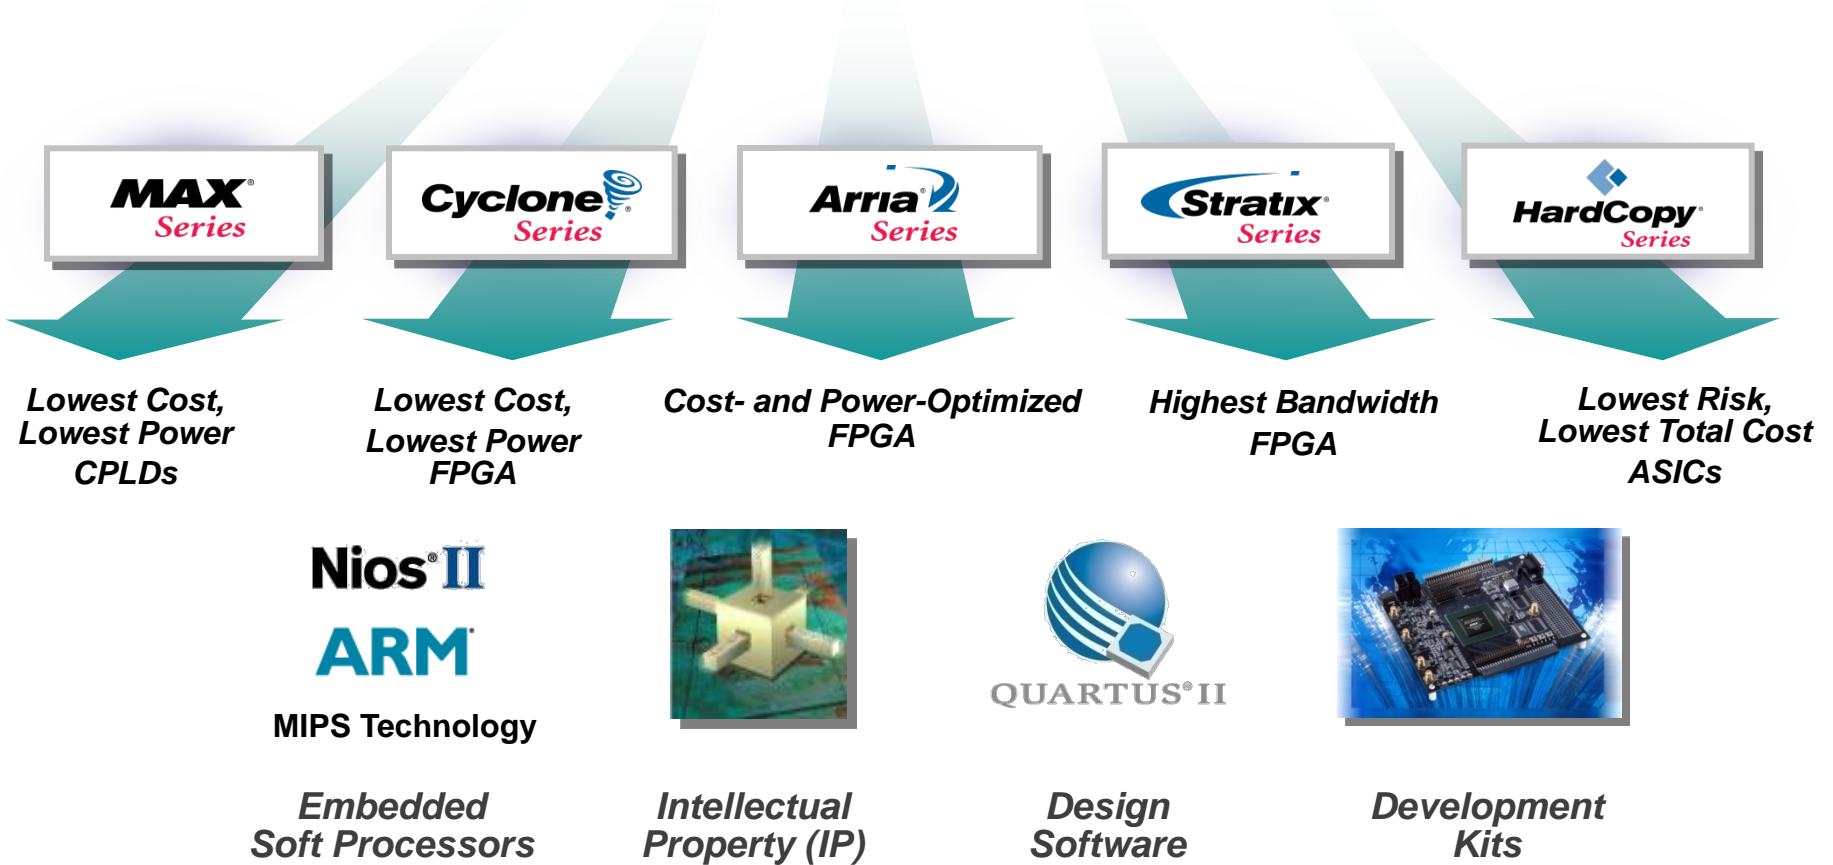 MAX®
Series
Cyclone®
Series
Arria®
Series
Stratix®
Series
HardCopy®
Series
Lowest Cost,
Lowest Power
CPLDs
Lowest Cost,
Lowest Power
FPGA
Cost- and Power-Optimized
FPGA
Highest Bandwidth
FPGA
Lowest Risk,
Lowest Total Cost
ASICs
Nios® II
ARM®
MIPS Technology
QUARTUS® II
Embedded
Soft Processors
Intellectual
Property (IP)
Design
Software
Development
Kits